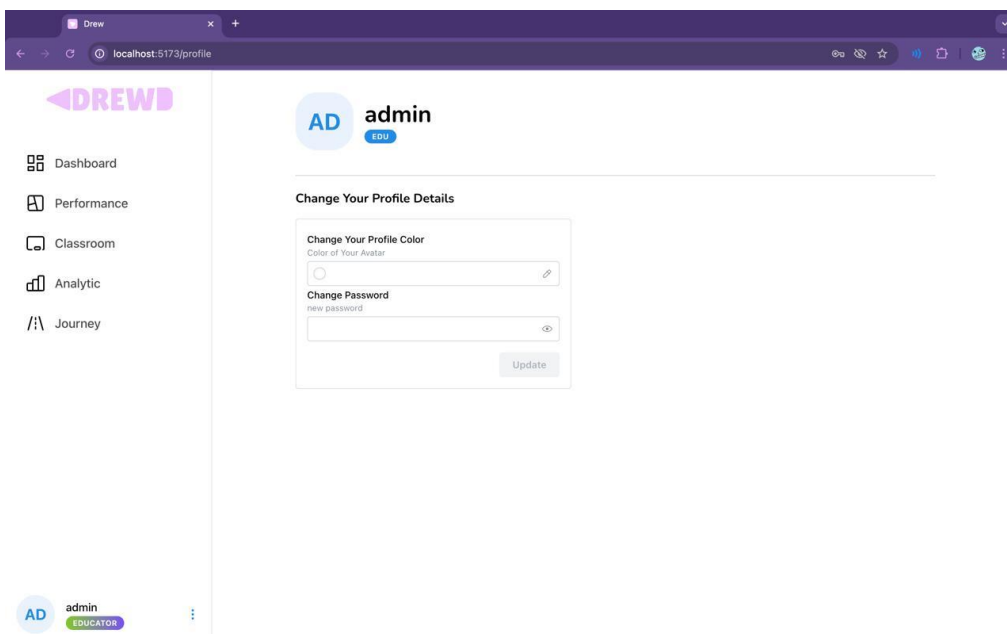 Drew
localhost:5173/profile
DREWD
Dashboard
Performance
Classroom
Analytic
Journey
AD
admin
EDUCATOR
AD
admin
EDU
Change Your Profile Details
Change Your Profile Color
Color of Your Avatar
Change Password
new password
Update